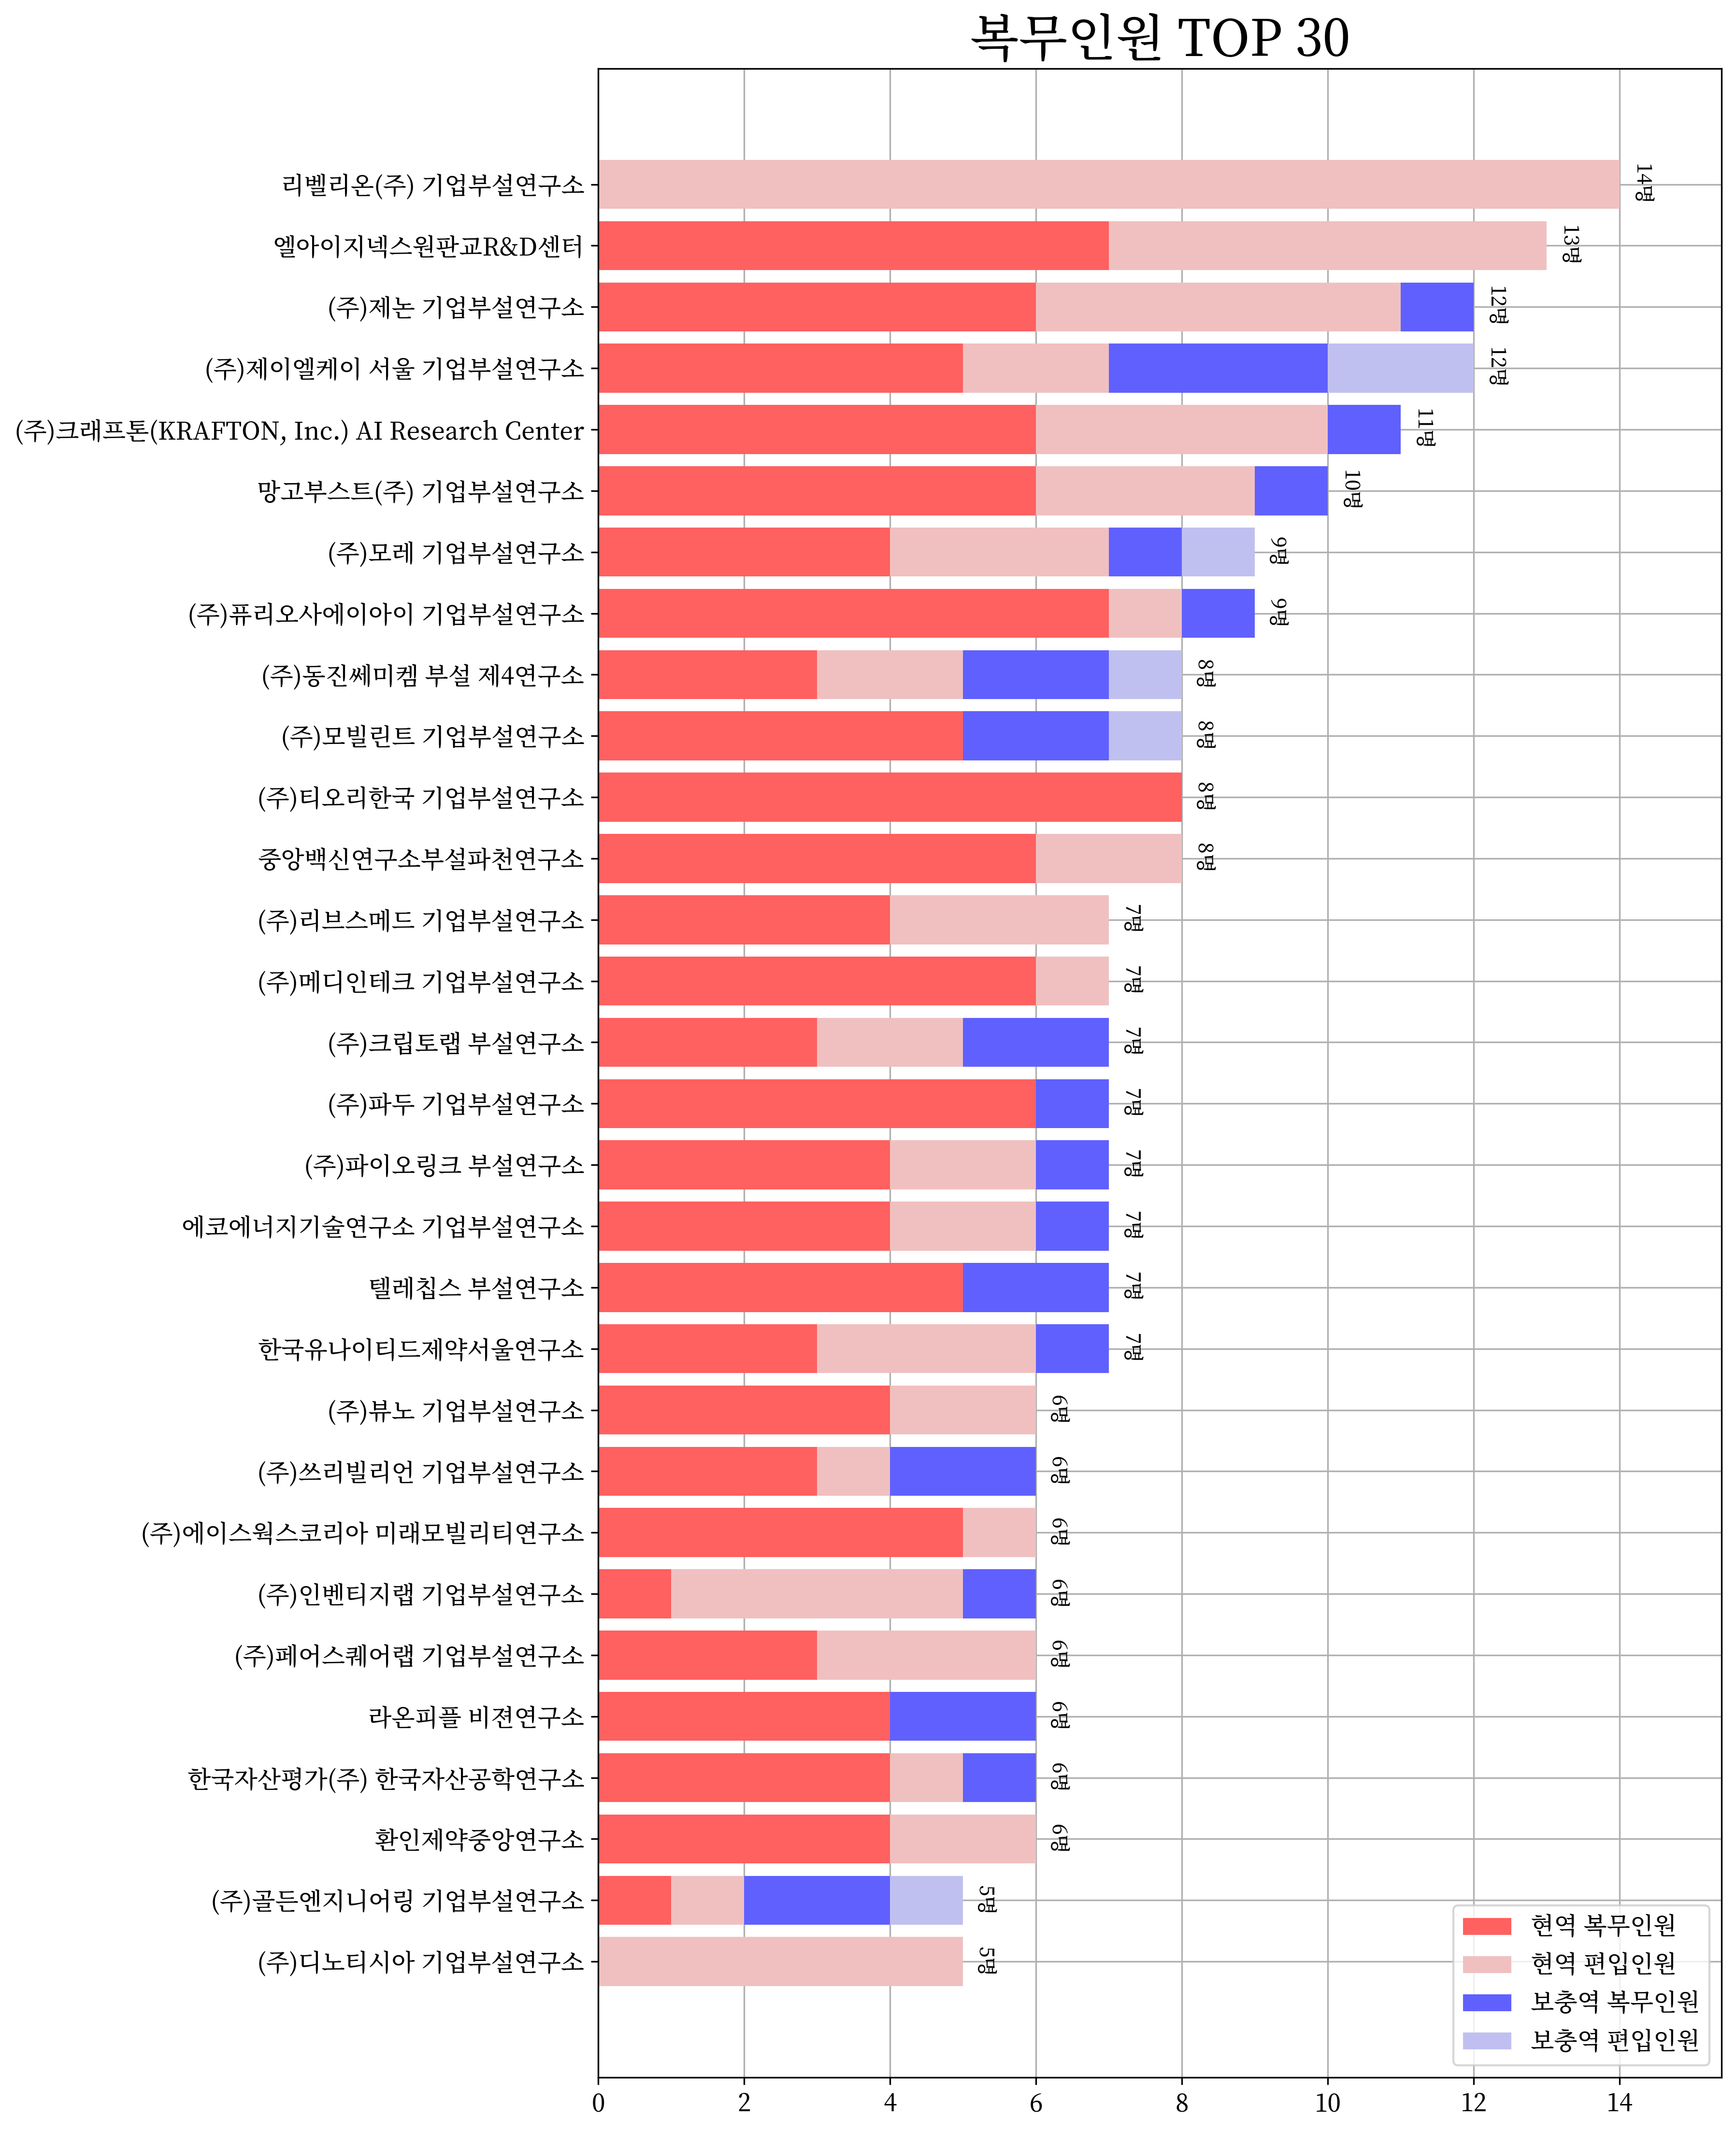 복무인원 TOP 30
리벨리온(주) 기업부설연구소
14명
엘아이지넥스원판교R&D센터
13명
(주)제논 기업부설연구소
12명
(주)제이엘케이 서울 기업부설연구소
12명
(주)크래프톤(KRAFTON, Inc.) AI Research Center
11명
망고부스트(주) 기업부설연구소
10명
(주)모레 기업부설연구소
9명
(주)퓨리오사에이아이 기업부설연구소
9명
(주)동진쎄미켐 부설 제4연구소
8명
(주)모빌린트 기업부설연구소
8명
(주)티오리한국 기업부설연구소
8명
중앙백신연구소부설파천연구소
8명
(주)리브스메드 기업부설연구소
7명
(주)메디인테크 기업부설연구소
7명
(주)크립토랩 부설연구소
7명
(주)파두 기업부설연구소
7명
(주)파이오링크 부설연구소
7명
에코에너지기술연구소 기업부설연구소
7명
텔레칩스 부설연구소
7명
한국유나이티드제약서울연구소
7명
(주)뷰노 기업부설연구소
6명
(주)쓰리빌리언 기업부설연구소
6명
(주)에이스웍스코리아 미래모빌리티연구소
6명
(주)인벤티지랩 기업부설연구소
6명
(주)페어스퀘어랩 기업부설연구소
6명
라온피플 비젼연구소
6명
한국자산평가(주) 한국자산공학연구소
6명
환인제약중앙연구소
6명
(주)골든엔지니어링 기업부설연구소
5명
(주)디노티시아 기업부설연구소
5명
현역 복무인원
현역 편입인원
보충역 복무인원
보충역 편입인원
0 2 4 6 8 10 12 14